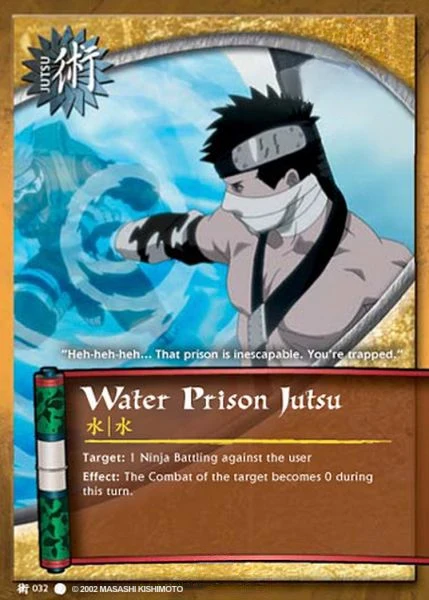 JUTSU
術
"Heh-heh-heh... That prison is inescapable. You're trapped."
Water Prison Jutsu
水|水
Target: 1 Ninja Battling against the user
Effect: The Combat of the target becomes 0 during
this turn.
術 032 © 2002 MASASHI KISHIMOTO